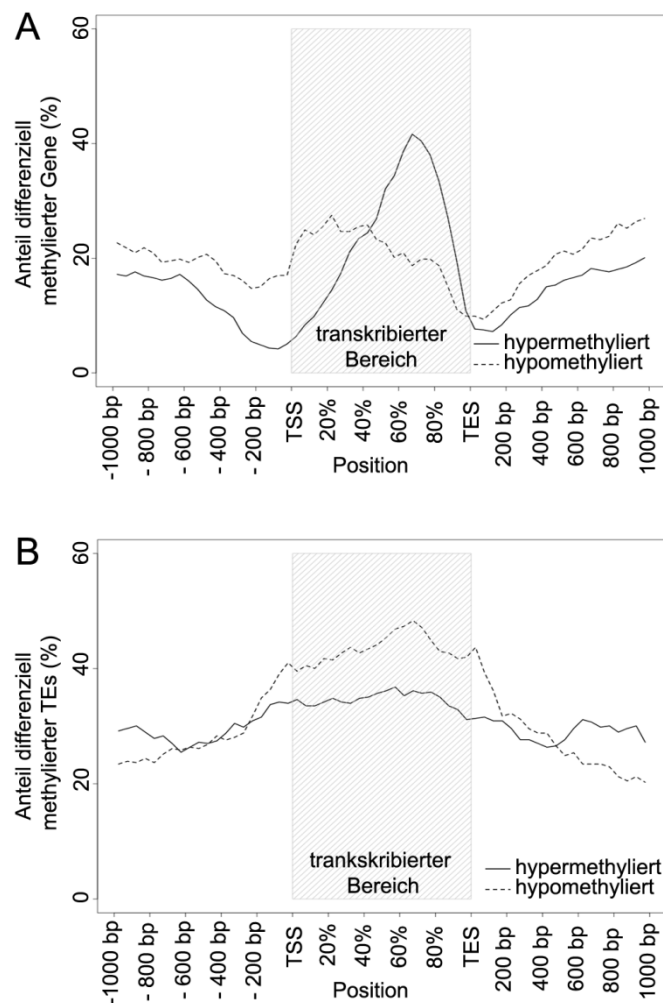 A
Anteil differenziell
methylierter Gene (%)
60
40
20
0
transkribierter
Bereich
hypermethyliert
hypomethyliert
- 1000 bp
- 800 bp
- 600 bp
- 400 bp
- 200 bp
TSS
20%
40%
60%
80%
TES
200 bp
400 bp
600 bp
800 bp
1000 bp
Position
B
Anteil differenziell
methylierter TEs (%)
60
40
20
0
trankskribierter
Bereich
hypermethyliert
hypomethyliert
- 1000 bp
- 800 bp
- 600 bp
- 400 bp
- 200 bp
TSS
20%
40%
60%
80%
TES
200 bp
400 bp
600 bp
800 bp
1000 bp
Position